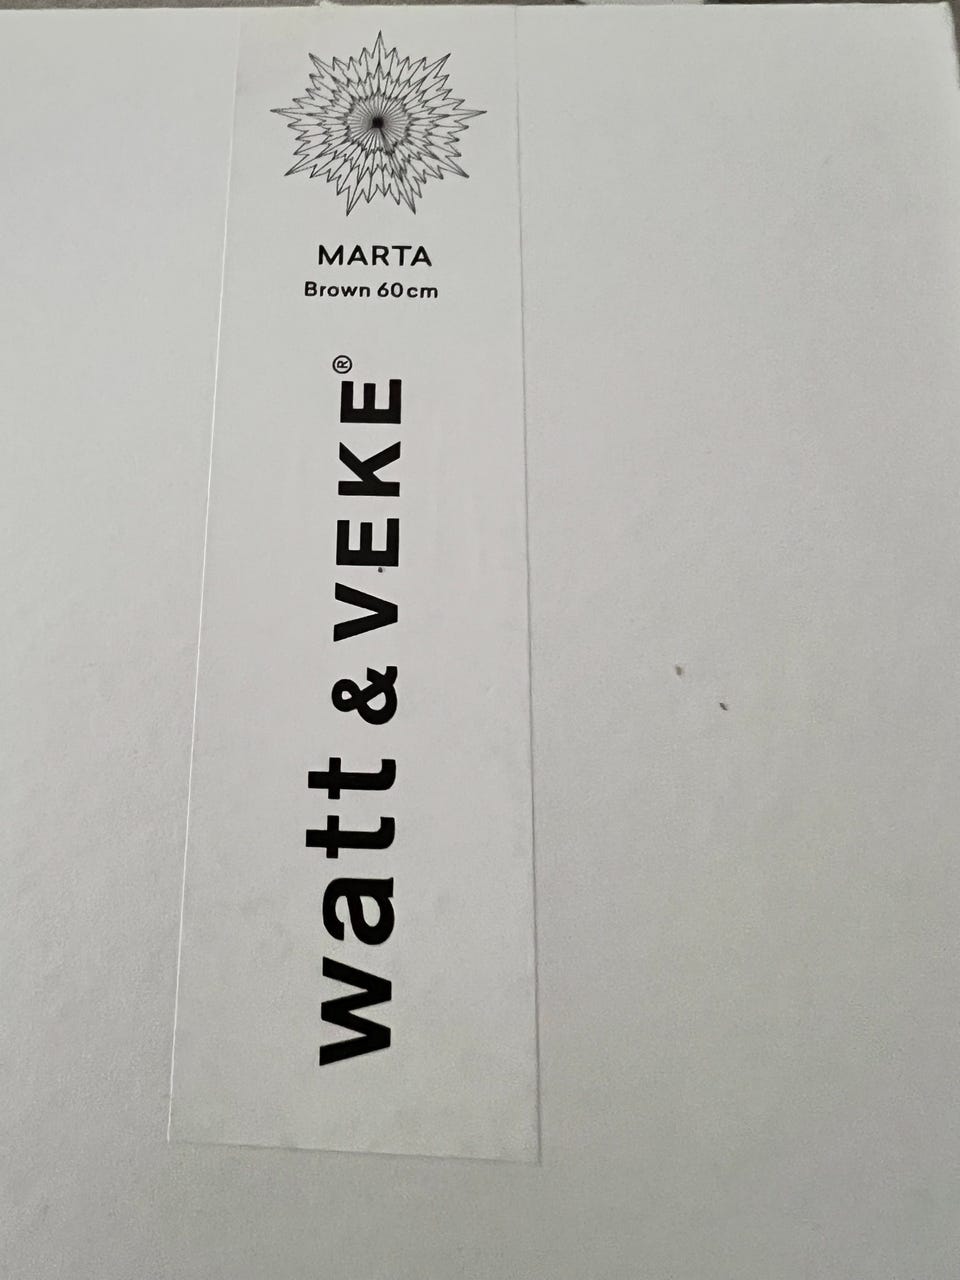 MARTA
Brown 60cm
watt & VEKE®